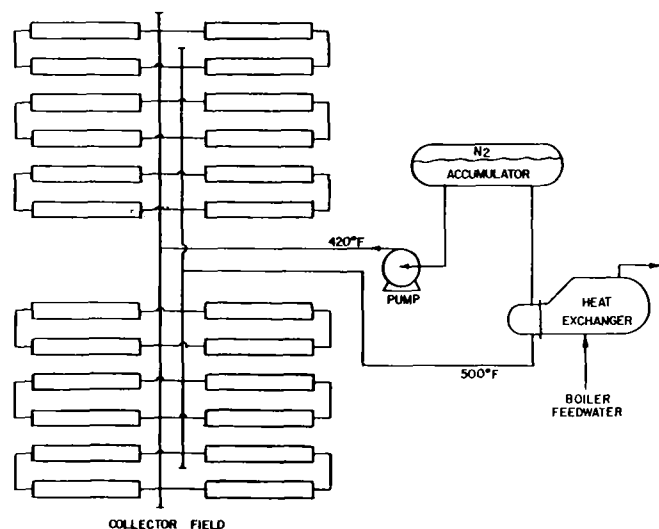 N2
ACCUMULATOR
420°F
PUMP
HEAT
EXCHANGER
500°F
BOILER
FEEDWATER
COLLECTOR FIELD